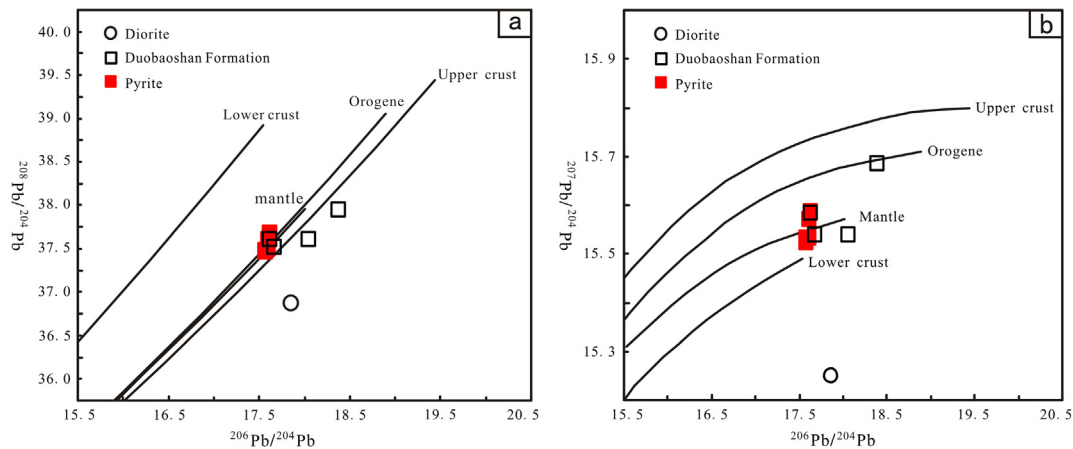 a
40.0
39.5
39.0
38.5
38.0
37.5
37.0
36.5
36.0
208Pb/204Pb
Diorite
Duobaoshan Formation
Pyrite
Lower crust
Orogene
Upper crust
mantle
15.5 16.5 17.5 18.5 19.5 20.5
206Pb/204Pb
b
15.9
15.7
15.5
15.3
207Pb/204Pb
Diorite
Duobaoshan Formation
Pyrite
Upper crust
Orogene
Mantle
Lower crust
15.5 16.5 17.5 18.5 19.5 20.5
206Pb/204Pb